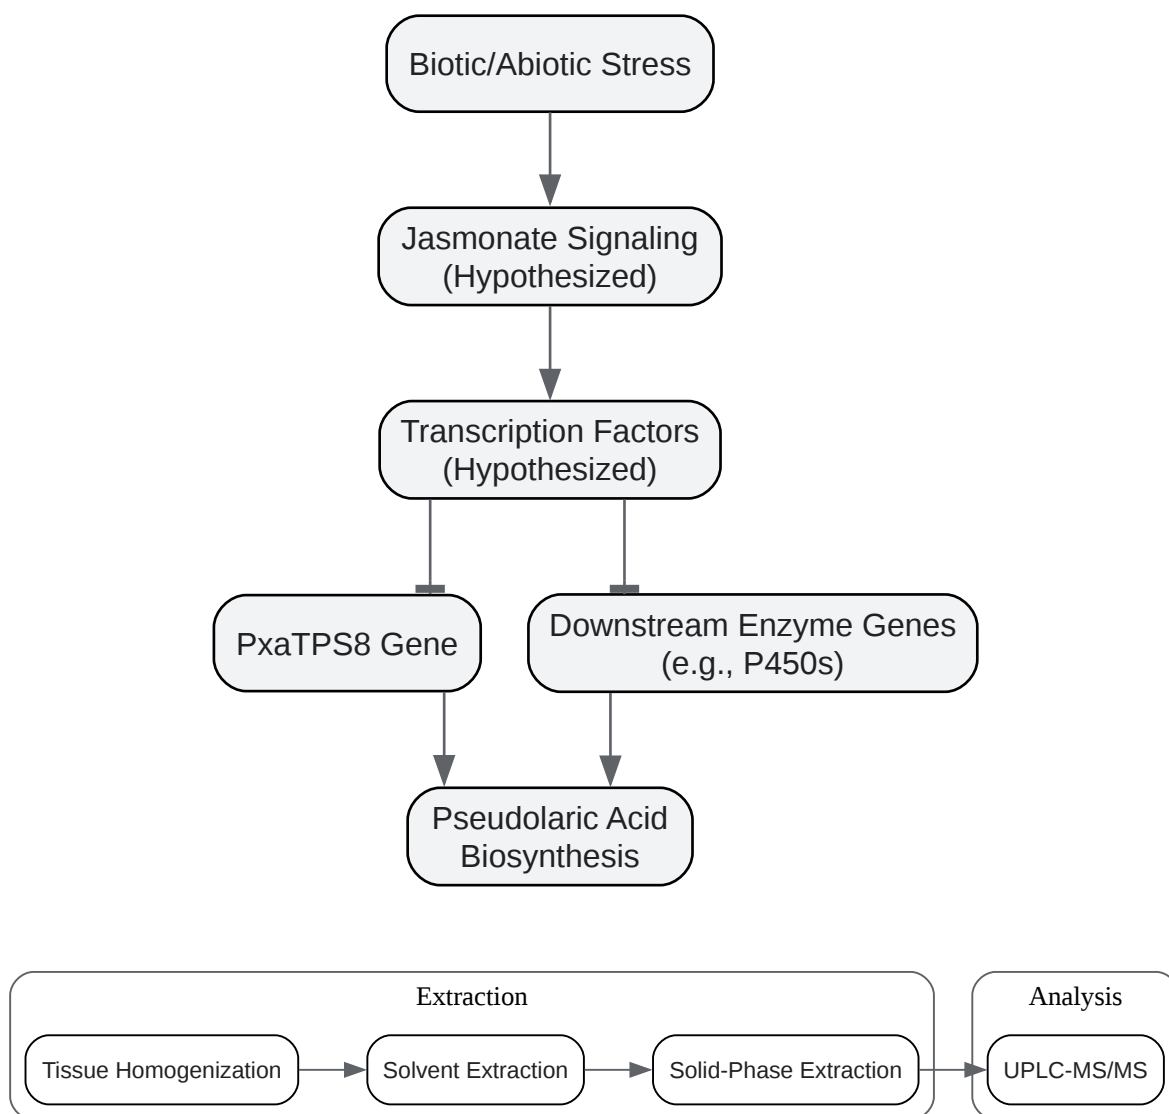 Biotic/Abiotic Stress
Jasmonate Signaling
(Hypothesized)
Transcription Factors
(Hypothesized)
PxaTPS8 Gene
Downstream Enzyme Genes
(e.g., P450s)
Pseudolaric Acid
Biosynthesis
Extraction
Analysis
Tissue Homogenization
Solvent Extraction
Solid-Phase Extraction
UPLC-MS/MS